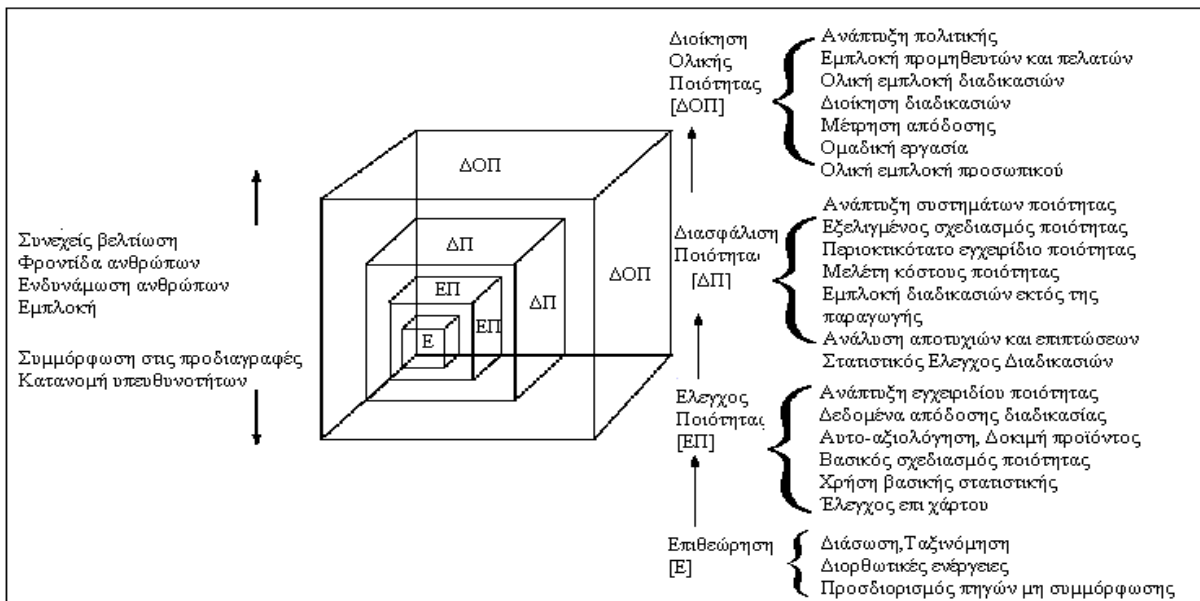 Συνεχείς βελτίωση
Φροντίδα ανθρώπων
Ενδυνάμωση ανθρώπων
Εμπλοκή
Συμμόρφωση στις προδιαγραφές
Κατανομή υπευθυνοτήτων
ΔΟΠ
ΔΠ
ΕΠ
Ε
ΕΠ
ΔΠ
ΔΟΠ
Διοίκηση
Ολικής
Ποιότητας
[ΔΟΠ]
Ανάπτυξη πολιτικής
Εμπλοκή προμηθευτών και πελατών
Ολική εμπλοκή διαδικασιών
Διοίκηση διαδικασιών
Μέτρηση απόδοσης
Ομαδική εργασία
Ολική εμπλοκή προσωπικού
Διασφάλιση
Ποιότητας
[ΔΠ]
Ανάπτυξη συστημάτων ποιότητας
Εξελιγμένος σχεδιασμός ποιότητας
Περιοκτικότατο εγχειρίδιο ποιότητας
Μελέτη κόστους ποιότητας
Εμπλοκή διαδικασιών εκτός της
παραγωγής
Ανάλυση αποτυχιών και επιπτώσεων
Στατιστικός Ελεγχος Διαδικασιών
Ελεγχος
Ποιότητας
[ΕΠ]
Ανάπτυξη εγχειριδίου ποιότητας
Δεδομένα απόδοσης διαδικασίας
Αυτο-αξιολόγηση, Δοκιμή προϊόντος
Βασικός σχεδιασμός ποιότητας
Χρήση βασικής στατιστικής
Έλεγχος επι χάρτου
Επιθεώρηση
[Ε]
Διάσωση,Ταξινόμηση
Διορθωτικές ενέργειες
Προσδιορισμός πηγών μη συμμόρφωσης